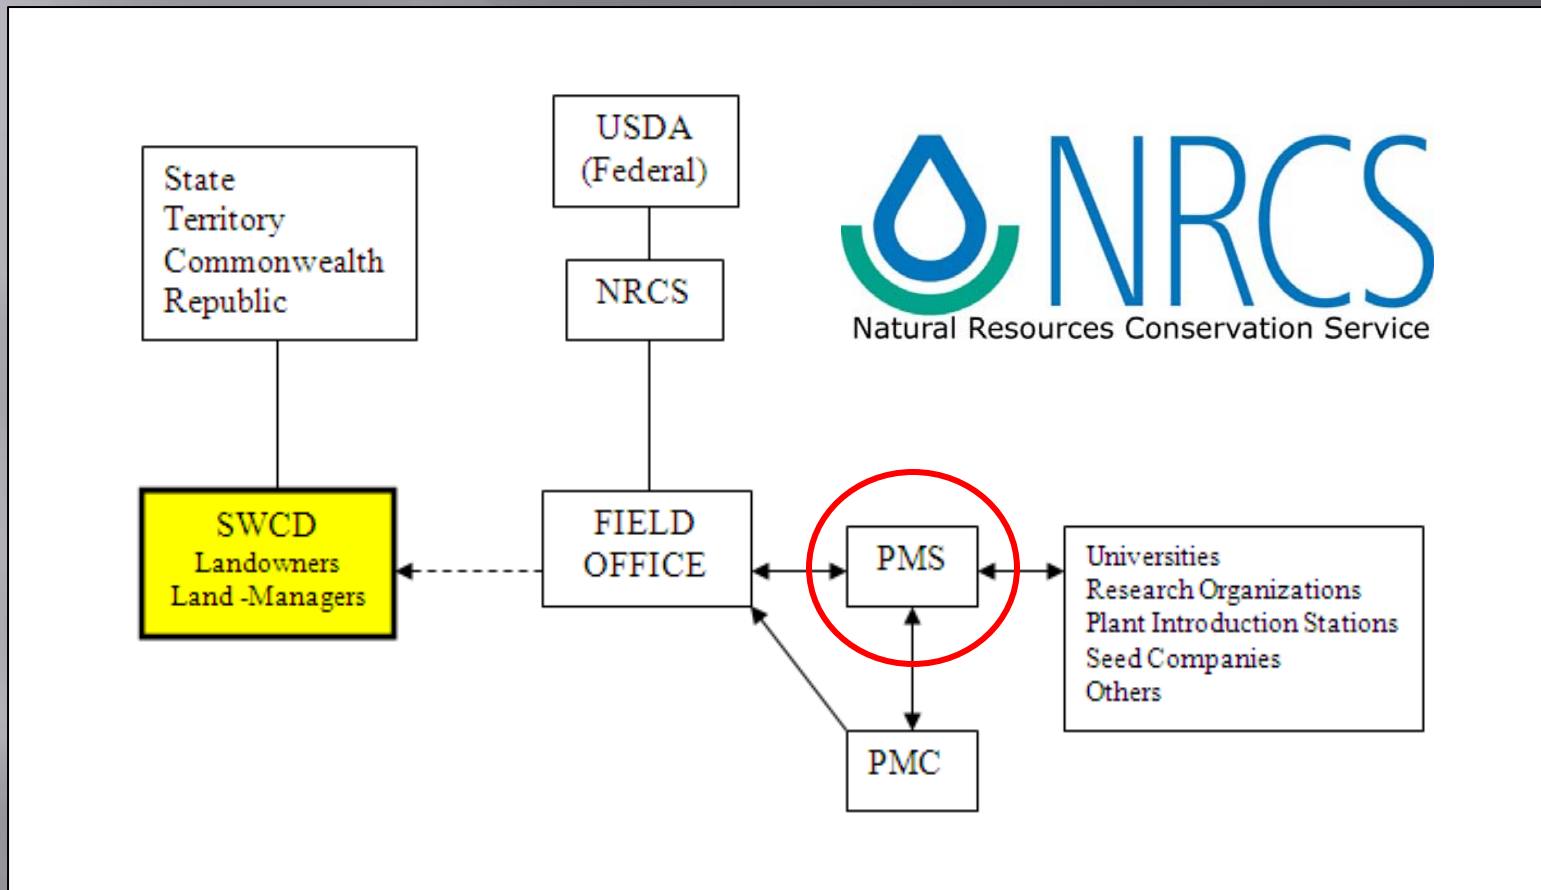 USDA
(Federal)
State
Territory
Commonwealth
Republic
NRCS
NRCS
Natural Resources Conservation Service
SWCD
Landowners
Land -Managers
FIELD
OFFICE
PMS
Universities
Research Organizations
Plant Introduction Stations
Seed Companies
Others
PMC